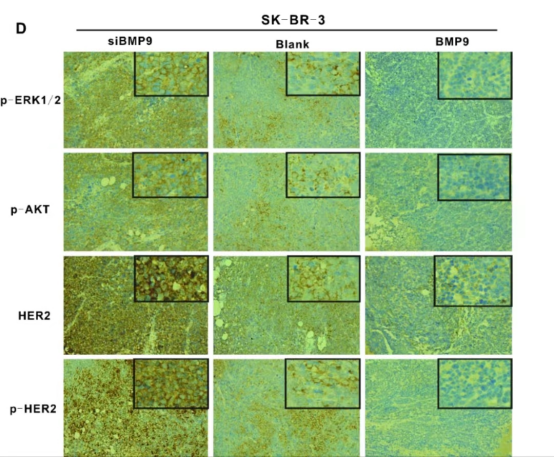 D
SK-BR-3
siBMP9 Blank BMP9
p-ERK1/2
p-AKT
HER2
p-HER2